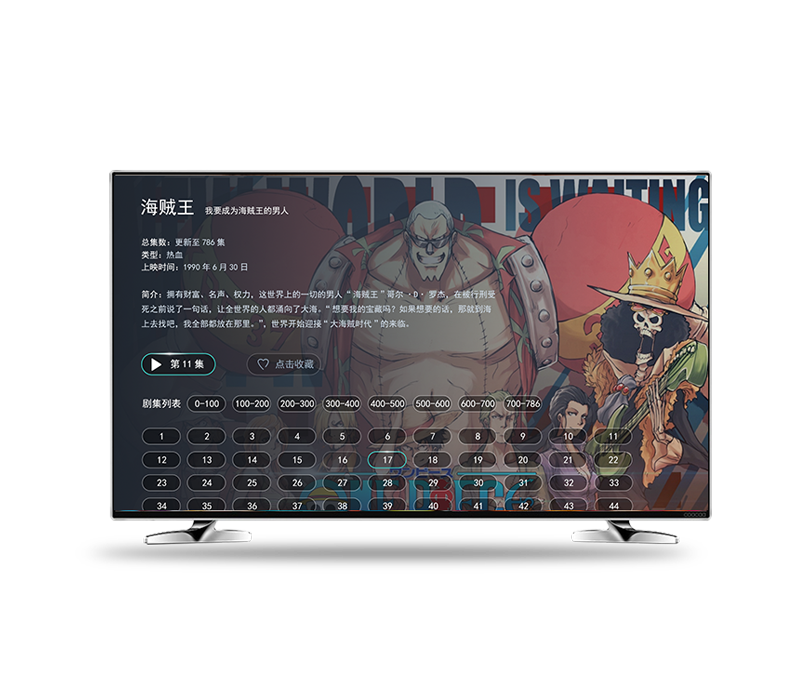 THE WORLD IS WAITING
海贼王 我要成为海贼王的男人
总集数：更新至 786 集
类型：热血
上映时间：1990 年 6 月 30 日
简介：拥有财富、名声、权力，这世界上的一切的男人 “海贼王”哥尔 ·D· 罗杰，在被行刑受
死之前说了一句话，让全世界的人都涌向了大海。“想要我的宝藏吗？如果想要的话，那就到海
上去找吧，我全部都放在那里。”，世界开始迎接“大海贼时代”的来临。
第 11 集 点击收藏
剧集列表 0-100 100-200 200-300 300-400 400-500 500-600 600-700 700-786
1 2 3 4 5 6 7 8 9 10 11
12 13 14 15 16 17 18 19 20 21 22
23 24 25 26 27 28 29 30 31 32 33
34 35 36 37 38 39 40 41 42 43 44
coocaa